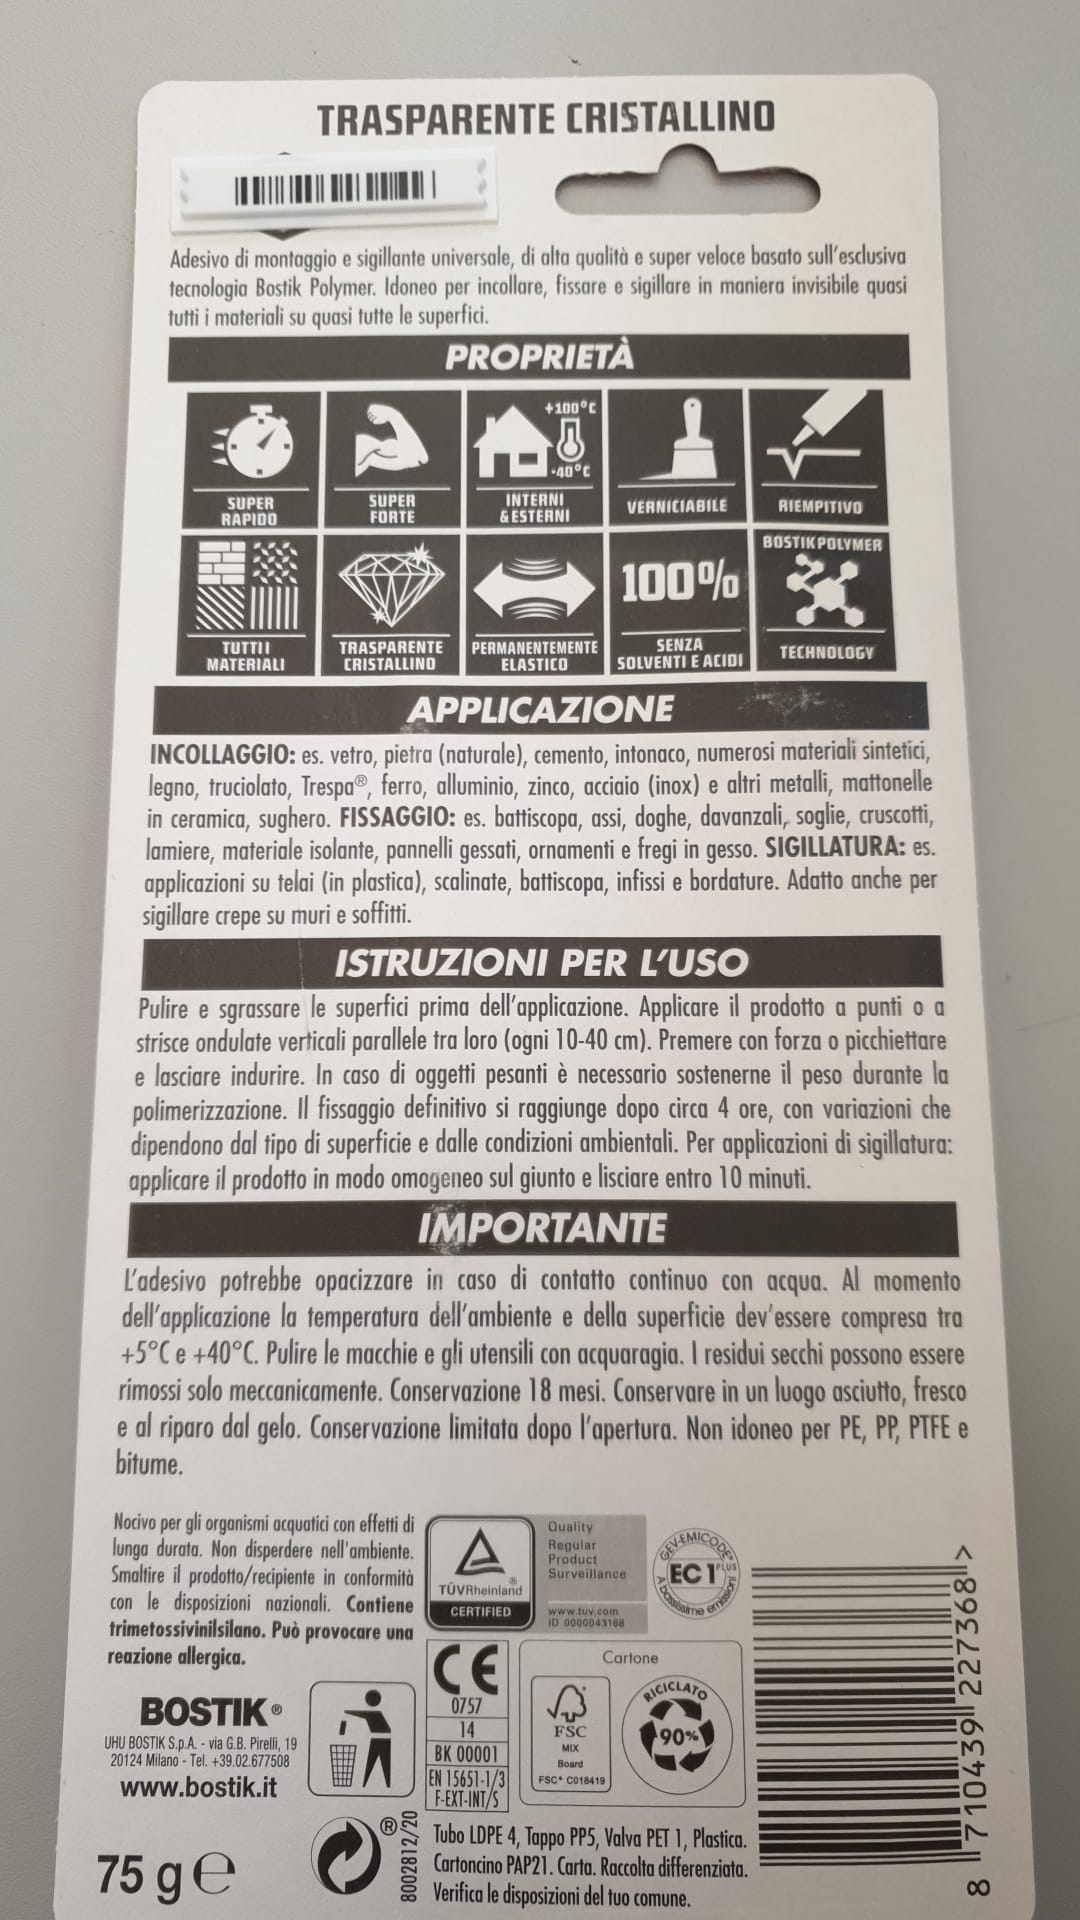 TRASPARENTE CRISTALLINO
Adesivo di montaggio e sigillante universale, di alta qualità e super veloce basato sull'esclusiva
tecnologia Bostik Polymer. Idoneo per incollare, fissare e sigillare in maniera invisibile quasi
tutti i materiali su quasi tutte le superfici.
PROPRIETÀ
SUPER
RAPIDO
SUPER
FORTE
+100°C
-40°C
INTERNI
& ESTERNI
VERNICIABILE
RIEMPITIVO
TUTTI I
MATERIALI
TRASPARENTE
CRISTALLINO
PERMANENTEMENTE
ELASTICO
100%
SENZA
SOLVENTI E ACIDI
BOSTIK POLYMER
TECHNOLOGY
APPLICAZIONE
INCOLLAGGIO: es. vetro, pietra (naturale), cemento, intonaco, numerosi materiali sintetici,
legno, truciolato, Trespa®, ferro, alluminio, zinco, acciaio (inox) e altri metalli, mattonelle
in ceramica, sughero. FISSAGGIO: es. battiscopa, assi, doghe, davanzali, soglie, cruscotti,
lamiere, materiale isolante, pannelli gessati, ornamenti e fregi in gesso. SIGILLATURA: es.
applicazioni su telai (in plastica), scalinate, battiscopa, infissi e bordature. Adatto anche per
sigillare crepe su muri e soffitti.
ISTRUZIONI PER L'USO
Pulire e sgrassare le superfici prima dell'applicazione. Applicare il prodotto a punti o a
strisce ondulate verticali parallele tra loro (ogni 10-40 cm). Premere con forza o picchiettare
e lasciare indurire. In caso di oggetti pesanti è necessario sostenerne il peso durante la
polimerizzazione. Il fissaggio definitivo si raggiunge dopo circa 4 ore, con variazioni che
dipendono dal tipo di superficie e dalle condizioni ambientali. Per applicazioni di sigillatura:
applicare il prodotto in modo omogeneo sul giunto e lisciare entro 10 minuti.
IMPORTANTE
L'adesivo potrebbe opacizzare in caso di contatto continuo con acqua. Al momento
dell'applicazione la temperatura dell'ambiente e della superficie dev'essere compresa tra
+5°C e +40°C. Pulire le macchie e gli utensili con acquaragia. I residui secchi possono essere
rimossi solo meccanicamente. Conservazione 18 mesi. Conservare in un luogo asciutto, fresco
e al riparo dal gelo. Conservazione limitata dopo l'apertura. Non idoneo per PE, PP, PTFE e
bitume.
Nocivo per gli organismi acquatici con effetti di
lunga durata. Non disperdere nell'ambiente.
Smaltire il prodotto/recipiente in conformità
con le disposizioni nazionali. Contiene
trimetossivinilsilano. Può provocare una
reazione allergica.
BOSTIK®
UHU BOSTIK S.p.A. - via G.B. Pirelli, 19
20124 Milano - Tel. +39.02.677508
www.bostik.it
75 g e
TÜVRheinland®
CERTIFIED
Quality
Regular
Product
Surveillance
www.tuv.com
ID 0000043168
GEV-EMICODE®
EC 1 PLUS
A bassissime emissioni
CE
0757
14
BK 00001
EN 15651-1/3
F-EXT-INT/S
Cartone
FSC
MIX
Board
FSC® C018419
RICICLATO
90%
®
8002812/20
Tubo LDPE 4, Tappo PP5, Valva PET 1, Plastica.
Cartoncino PAP21. Carta. Raccolta differenziata.
Verifica le disposizioni del tuo comune.
8 710439 227368 >